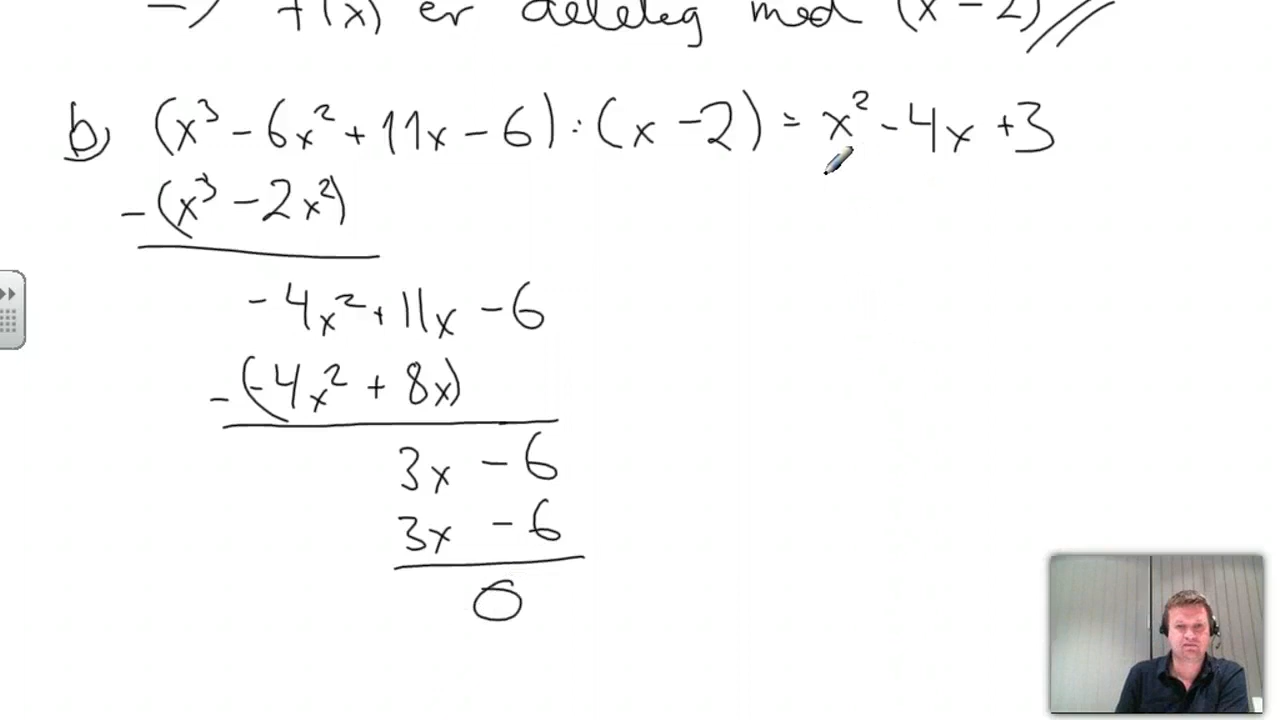 => f(x) er delelig med (x - 2)//
b) (x³ - 6x² + 11x - 6) : (x - 2) = x² - 4x + 3
- (x³ - 2x²)
- 4x² + 11x - 6
- (-4x² + 8x)
3x - 6
3x - 6
0